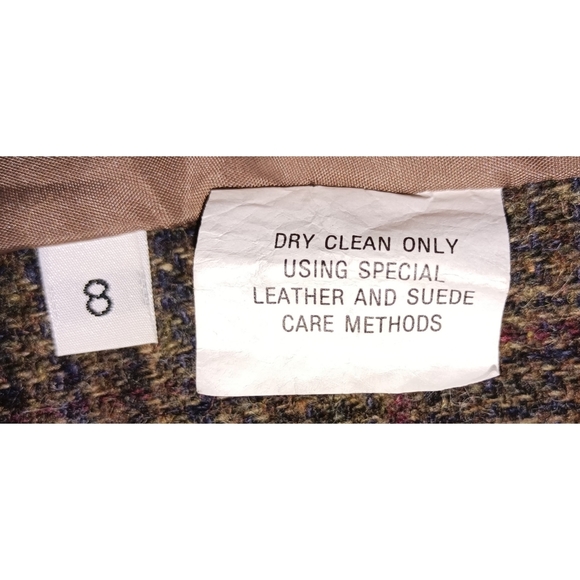 8
DRY CLEAN ONLY
USING SPECIAL
LEATHER AND SUEDE
CARE METHODS